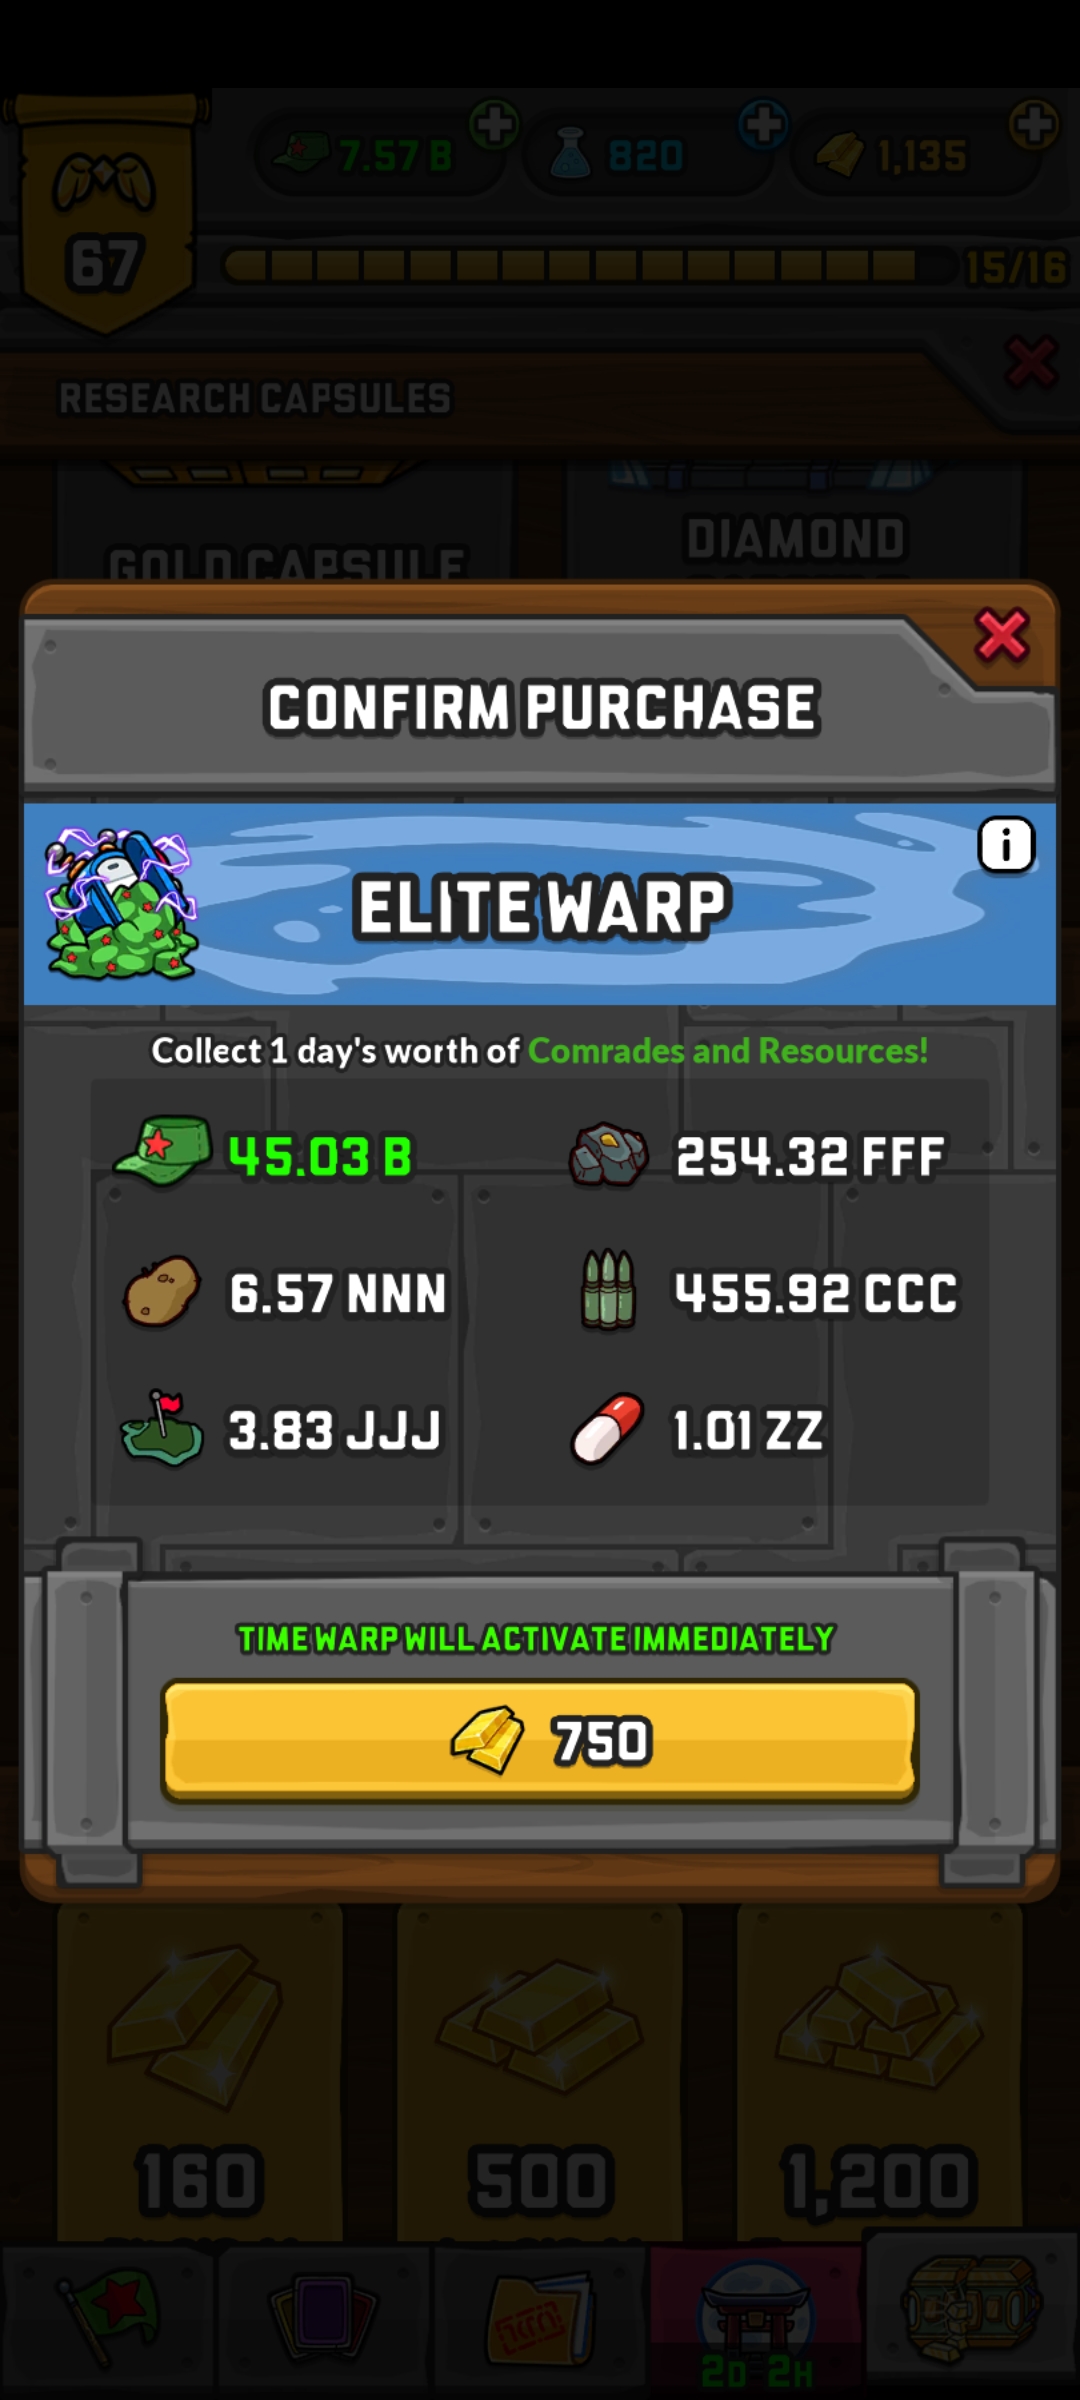 7.57 B
820
1,135
67
15/16
RESEARCH CAPSULES
GOLD CAPSULE
DIAMOND
CONFIRM PURCHASE
i
ELITE WARP
Collect 1 day's worth of Comrades and Resources!
45.03 B
254.32 FFF
6.57 NNN
455.92 CCC
3.83 JJJ
1.01 ZZ
TIME WARP WILL ACTIVATE IMMEDIATELY
750
160
500
1,200
2D 2H